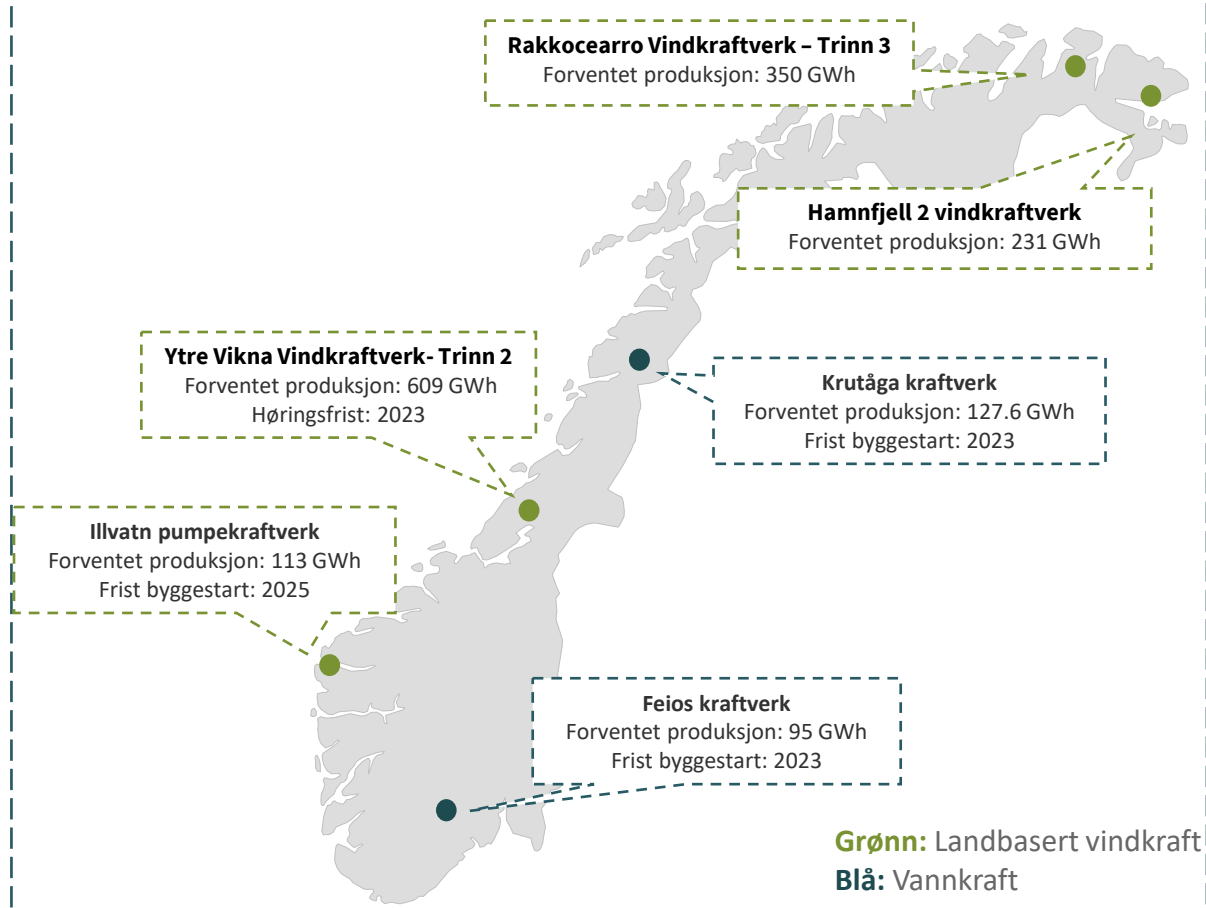 Rakkocearro Vindkraftverk – Trinn 3
Forventet produksjon: 350 GWh
Hamnfjell 2 vindkraftverk
Forventet produksjon: 231 GWh
Ytre Vikna Vindkraftverk- Trinn 2
Forventet produksjon: 609 GWh
Høringsfrist: 2023
Krutåga kraftverk
Forventet produksjon: 127.6 GWh
Frist byggestart: 2023
Illvatn pumpekraftverk
Forventet produksjon: 113 GWh
Frist byggestart: 2025
Feios kraftverk
Forventet produksjon: 95 GWh
Frist byggestart: 2023
Grønn: Landbasert vindkraft
Blå: Vannkraft